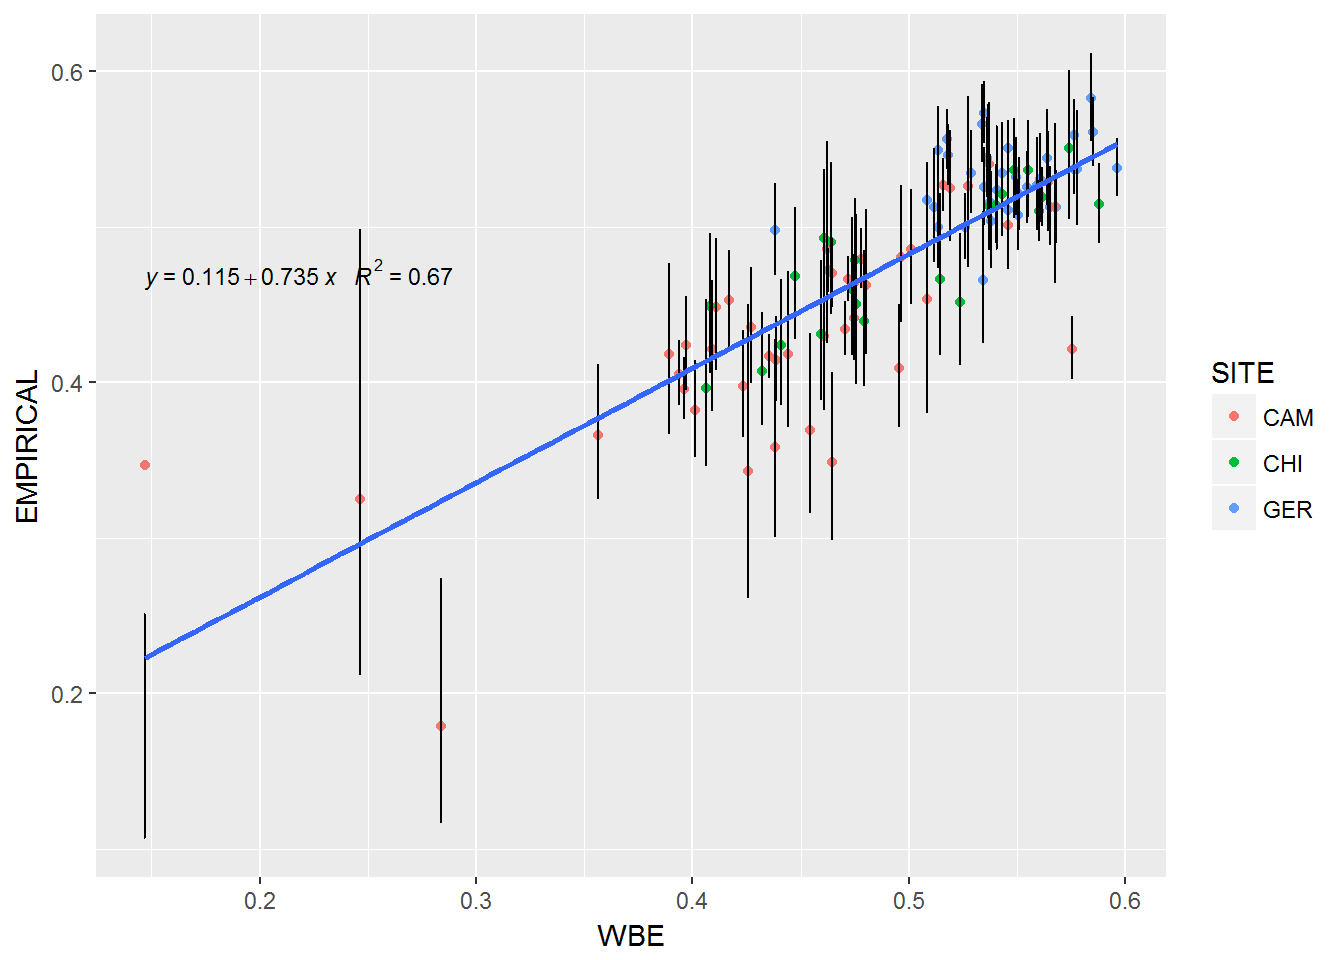 0.6
0.4
0.2
EMPIRICAL
y = 0.115 + 0.735 x R² = 0.67
0.2 0.3 0.4 0.5 0.6
WBE
SITE
CAM
CHI
GER